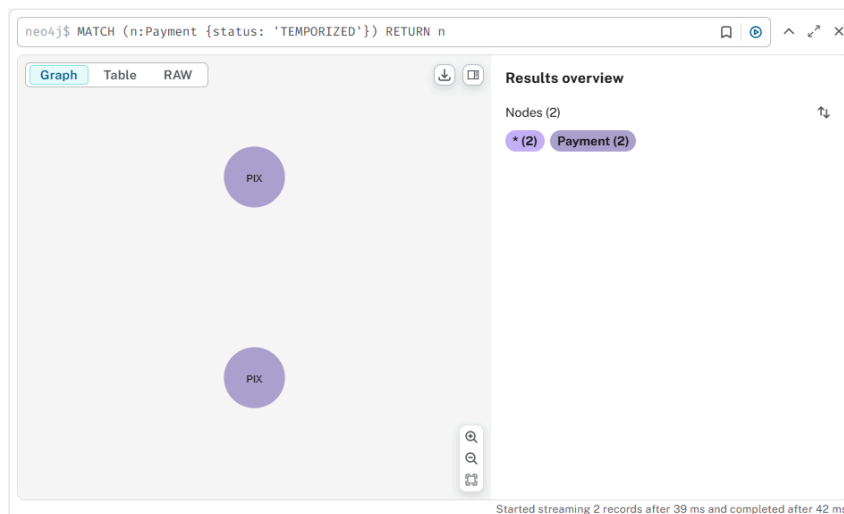 neo4j$ MATCH (n:Payment {status: 'TEMPORIZED'}) RETURN n
Graph Table RAW
Results overview
Nodes (2)
* (2) Payment (2)
PIX
PIX
Started streaming 2 records after 39 ms and completed after 42 ms